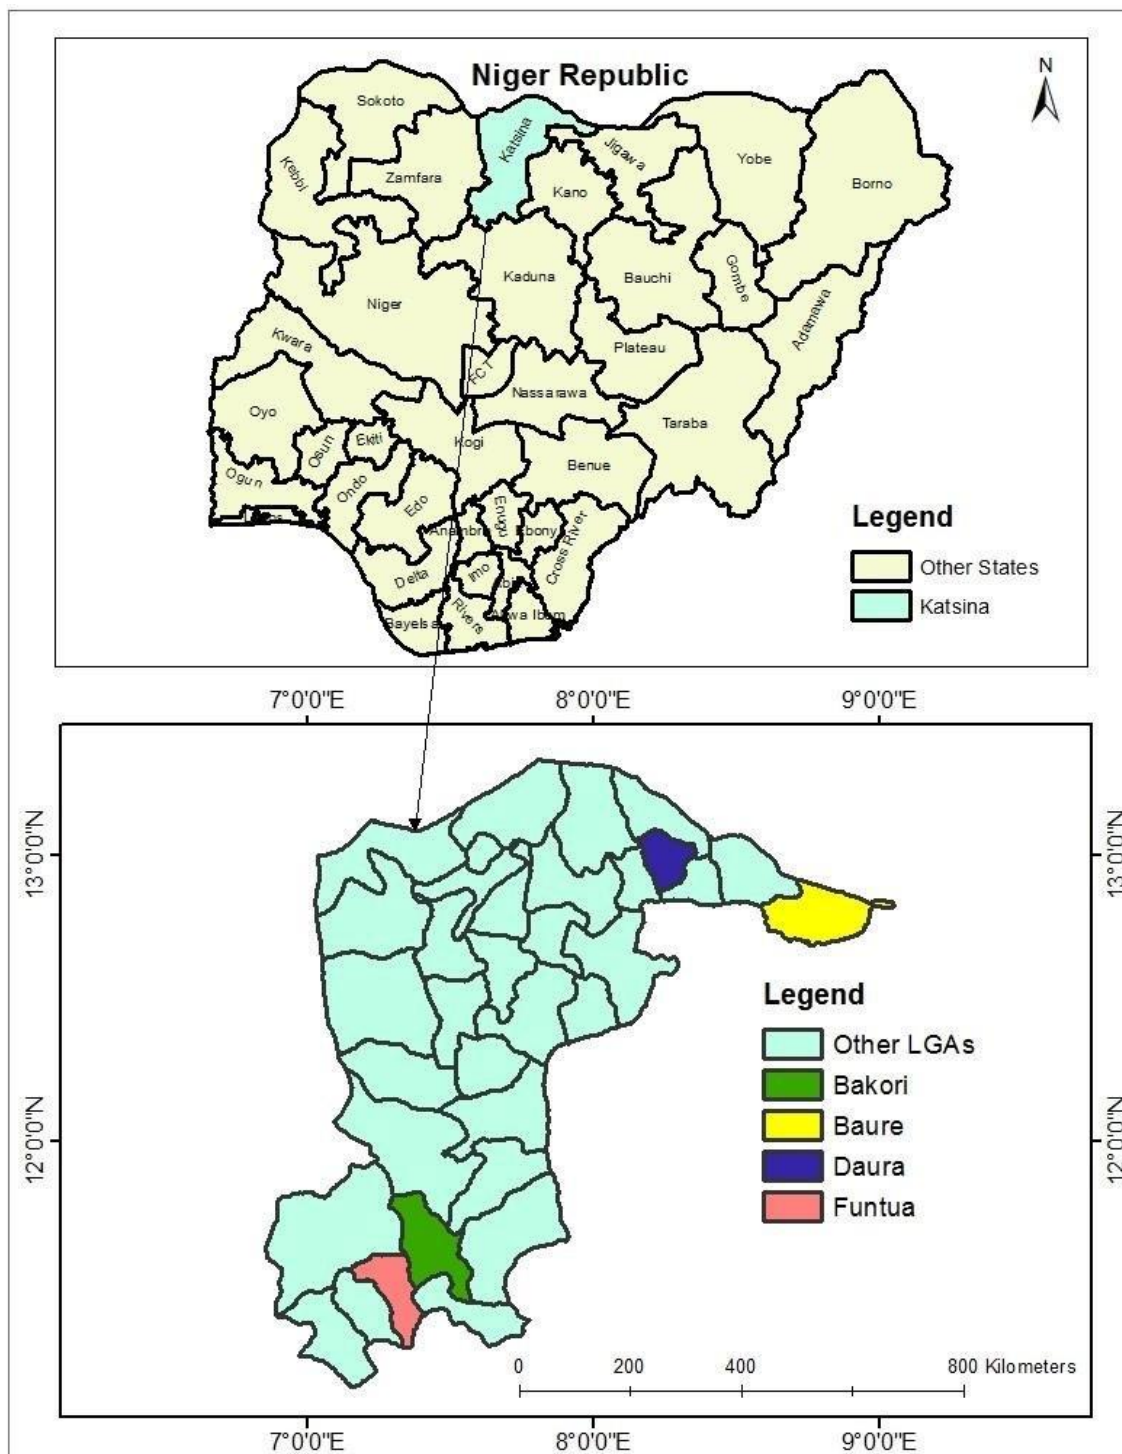 Niger Republic
N
Sokoto
Katsina
Jigawa
Yobe
Kebbi
Zamfara
Kano
Borno
Kaduna
Bauchi
Gombe
Niger
Adamawa
Kwara
Plateau
FCT
Nassarawa
Oyo
Taraba
Kogi
Ekiti
Osun
Benue
Ogun
Ondo
Edo
Enugu
Anambra
Ebony
Cross River
Delta
Imo
Rivers
Bayelsa
Akwa Ibom
Legend
Other States
Katsina
7°0'0"E 8°0'0"E 9°0'0"E
13°0'0"N 13°0'0"N
12°0'0"N 12°0'0"N
Legend
Other LGAs
Bakori
Baure
Daura
Funtua
0 200 400 800 Kilometers
7°0'0"E 8°0'0"E 9°0'0"E